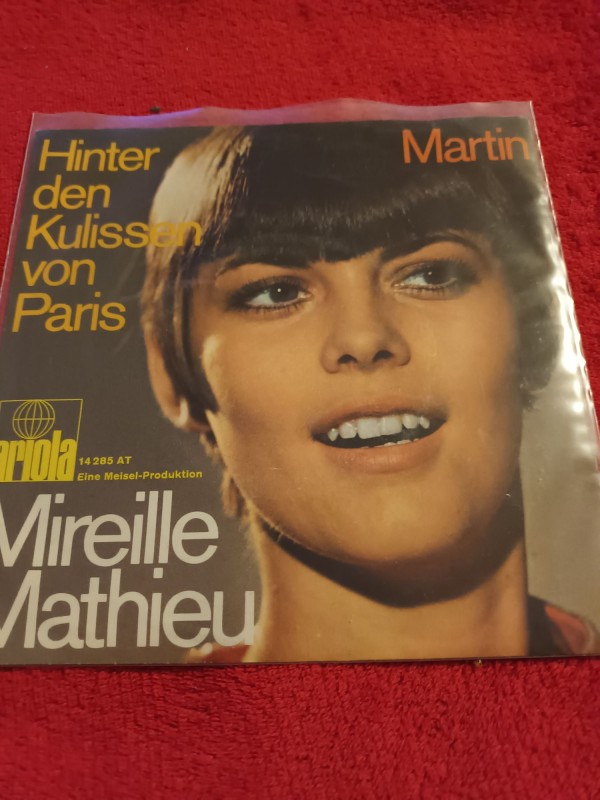 Hinter
den
Kulissen
von
Paris
Martin
ariola
14 285 AT
Eine Meisel-Produktion
Mireille
Mathieu